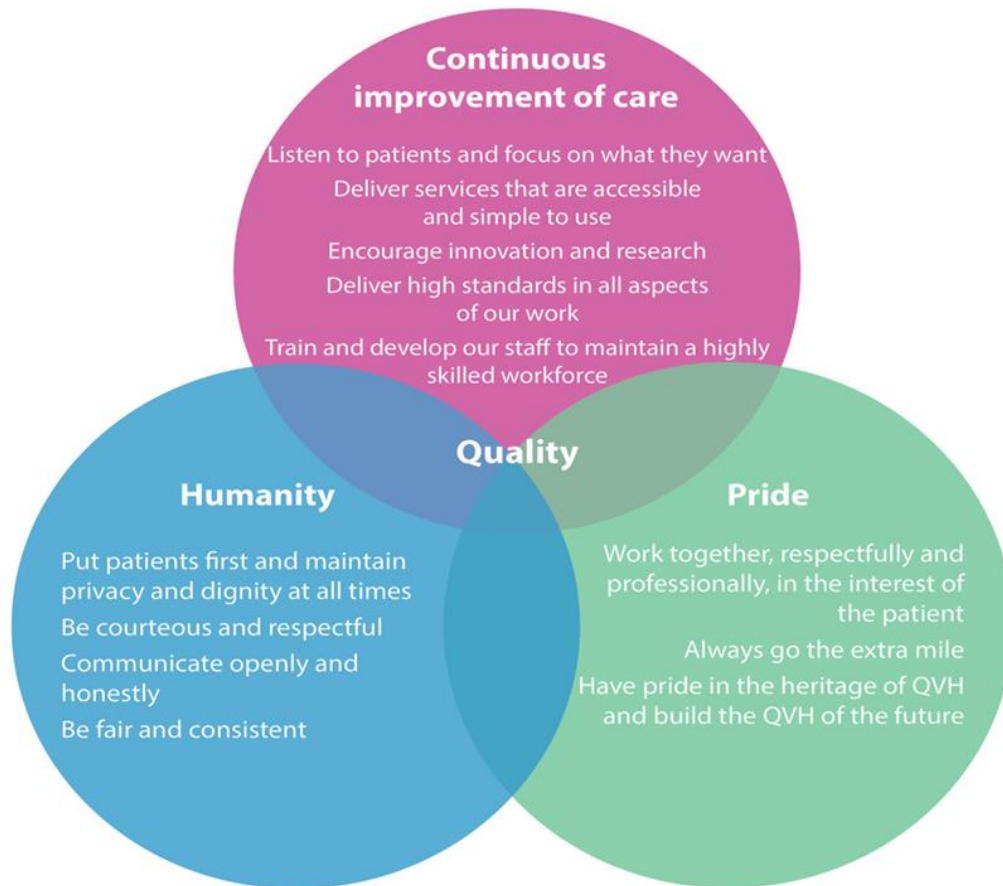 Continuous
improvement of care
Listen to patients and focus on what they want
Deliver services that are accessible
and simple to use
Encourage innovation and research
Deliver high standards in all aspects
of our work
Train and develop our staff to maintain a highly
skilled workforce
Quality
Humanity
Put patients first and maintain
privacy and dignity at all times
Be courteous and respectful
Communicate openly and
honestly
Be fair and consistent
Pride
Work together, respectfully and
professionally, in the interest of
the patient
Always go the extra mile
Have pride in the heritage of QVH
and build the QVH of the future